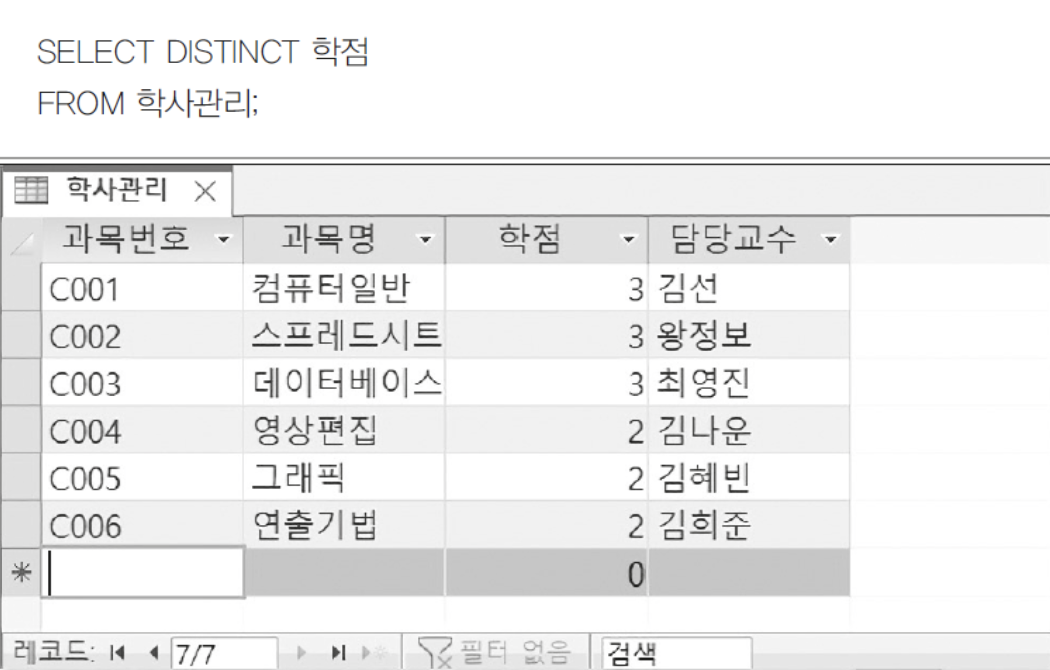 SELECT DISTINCT 학점
FROM 학사관리;
학사관리
과목번호 과목명 학점 담당교수
C001 컴퓨터일반 3 김선
C002 스프레드시트 3 왕정보
C003 데이터베이스 3 최영진
C004 영상편집 2 김나운
C005 그래픽 2 김혜빈
C006 연출기법 2 김희준
0
레코드: 7/7 필터 없음 검색